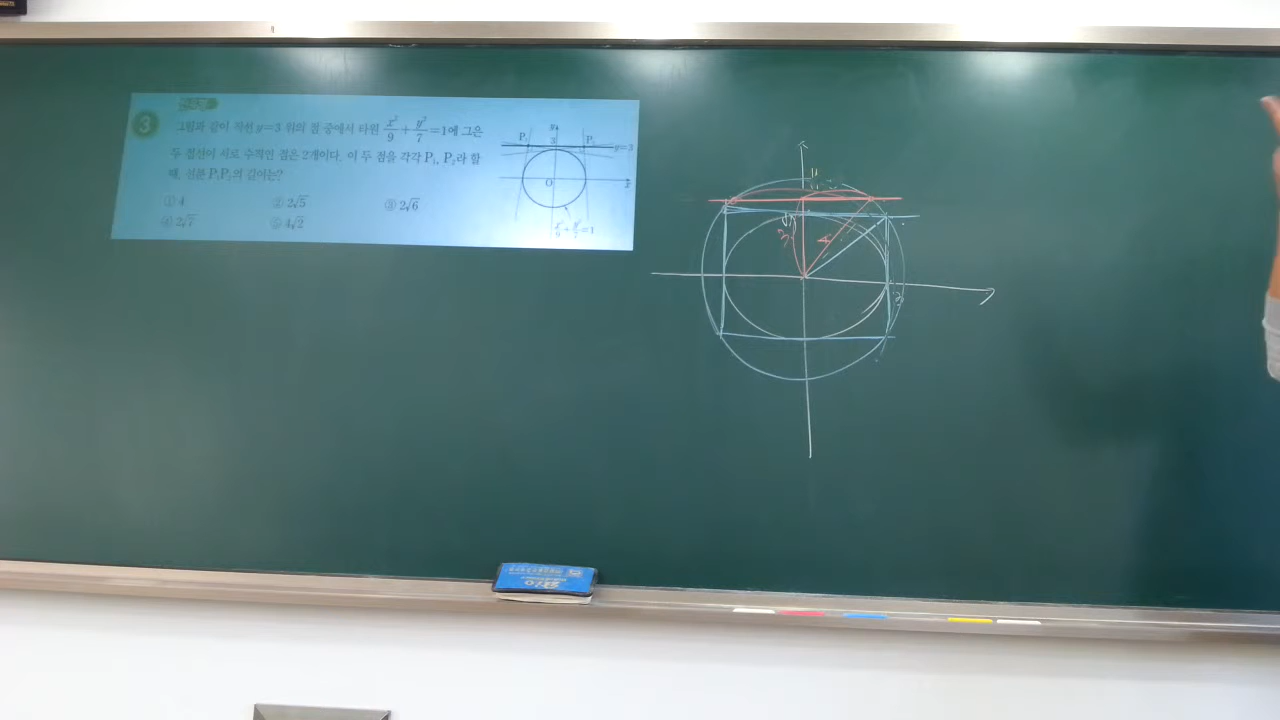 3
그림과 같이 직선 y=3 위의 점 중에서 타원 x²/9 + y²/7 = 1에 그은
두 접선이 서로 수직인 점은 2개이다. 이 두 점을 각각 P₁, P₂라 할
때, 선분 P₁P₂의 길이는?
① 4
② 2√5
③ 2√6
④ 2√7
⑤ 4√2
y
P₁
3
P₂
y=3
O
x
x²/9 + y²/7 = 1
3
4